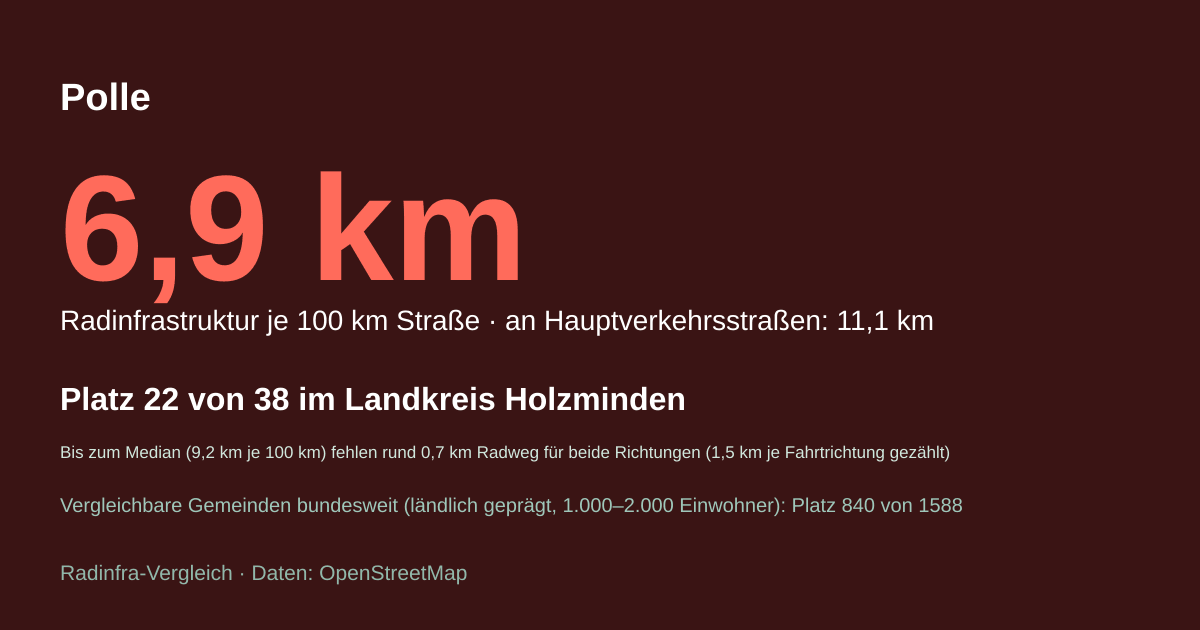 Polle
6,9 km
Radinfrastruktur je 100 km Straße · an Hauptverkehrsstraßen: 11,1 km
Platz 22 von 38 im Landkreis Holzminden
Bis zum Median (9,2 km je 100 km) fehlen rund 0,7 km Radweg für beide Richtungen (1,5 km je Fahrtrichtung gezählt)
Vergleichbare Gemeinden bundesweit (ländlich geprägt, 1.000–2.000 Einwohner): Platz 840 von 1588
Radinfra-Vergleich · Daten: OpenStreetMap